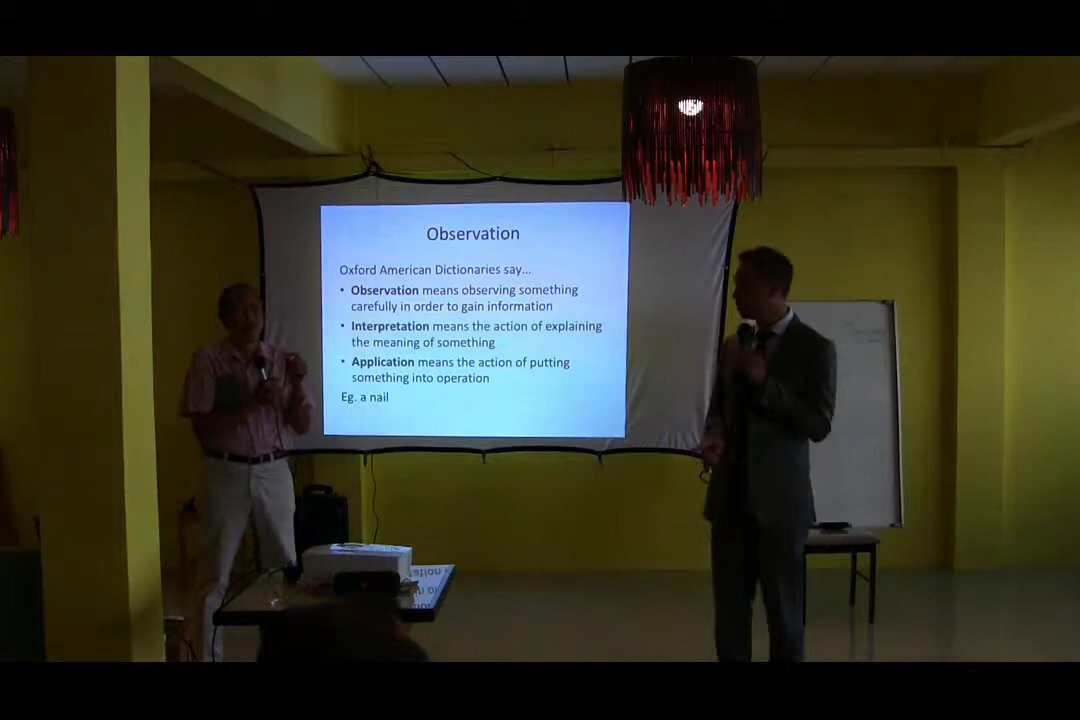 Observation
Oxford American Dictionaries say...
• Observation means observing something
carefully in order to gain information
• Interpretation means the action of explaining
the meaning of something
• Application means the action of putting
something into operation
Eg. a nail